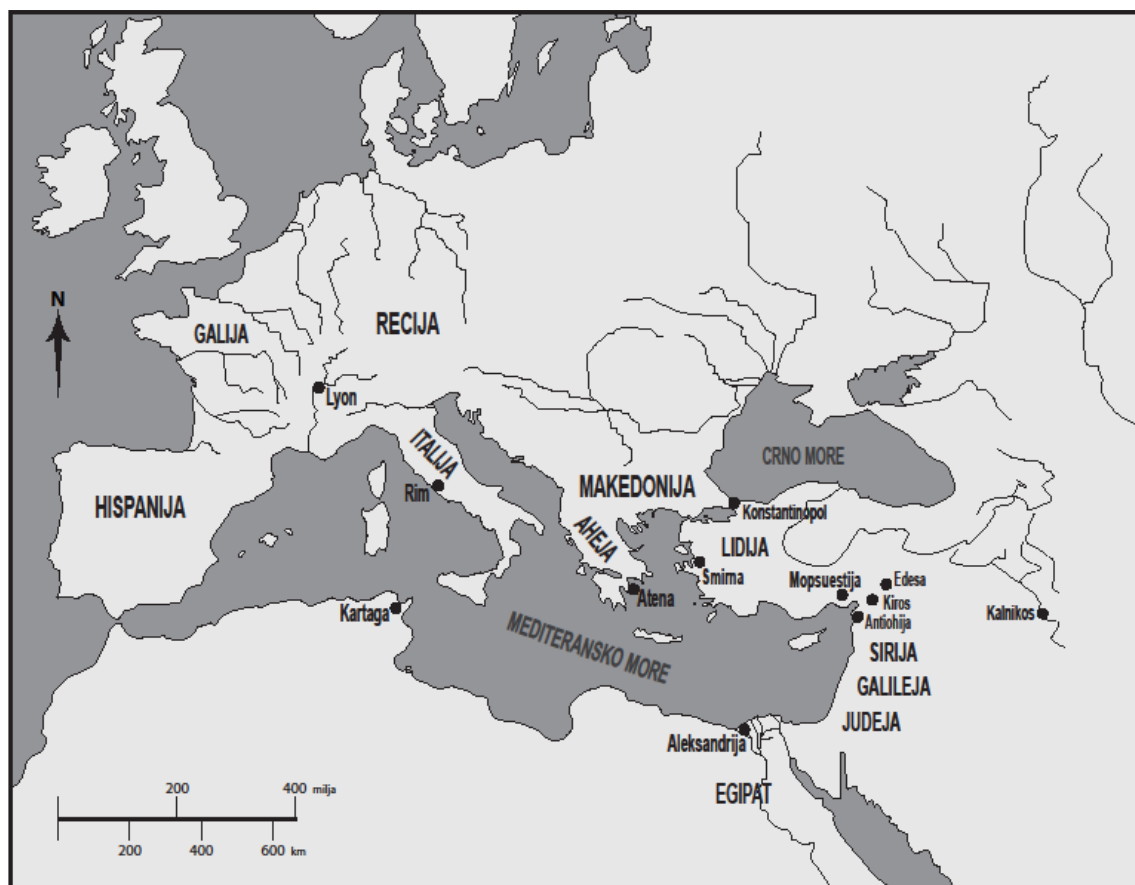 N
GALIJA
RECIJA
Lyon
ITALIJA
Rim
HISPANIJA
CRNO MORE
MAKEDONIJA
Konstantinopol
AHEJA
LIDIJA
Smirna
Mopsuestija
Edesa
Kiros
Atena
Kartaga
Antiohija
Kalnikos
MEDITERANSKO MORE
SIRIJA
GALILEJA
JUDEJA
Aleksandrija
EGIPAT
200 400 milja
200 400 600 km